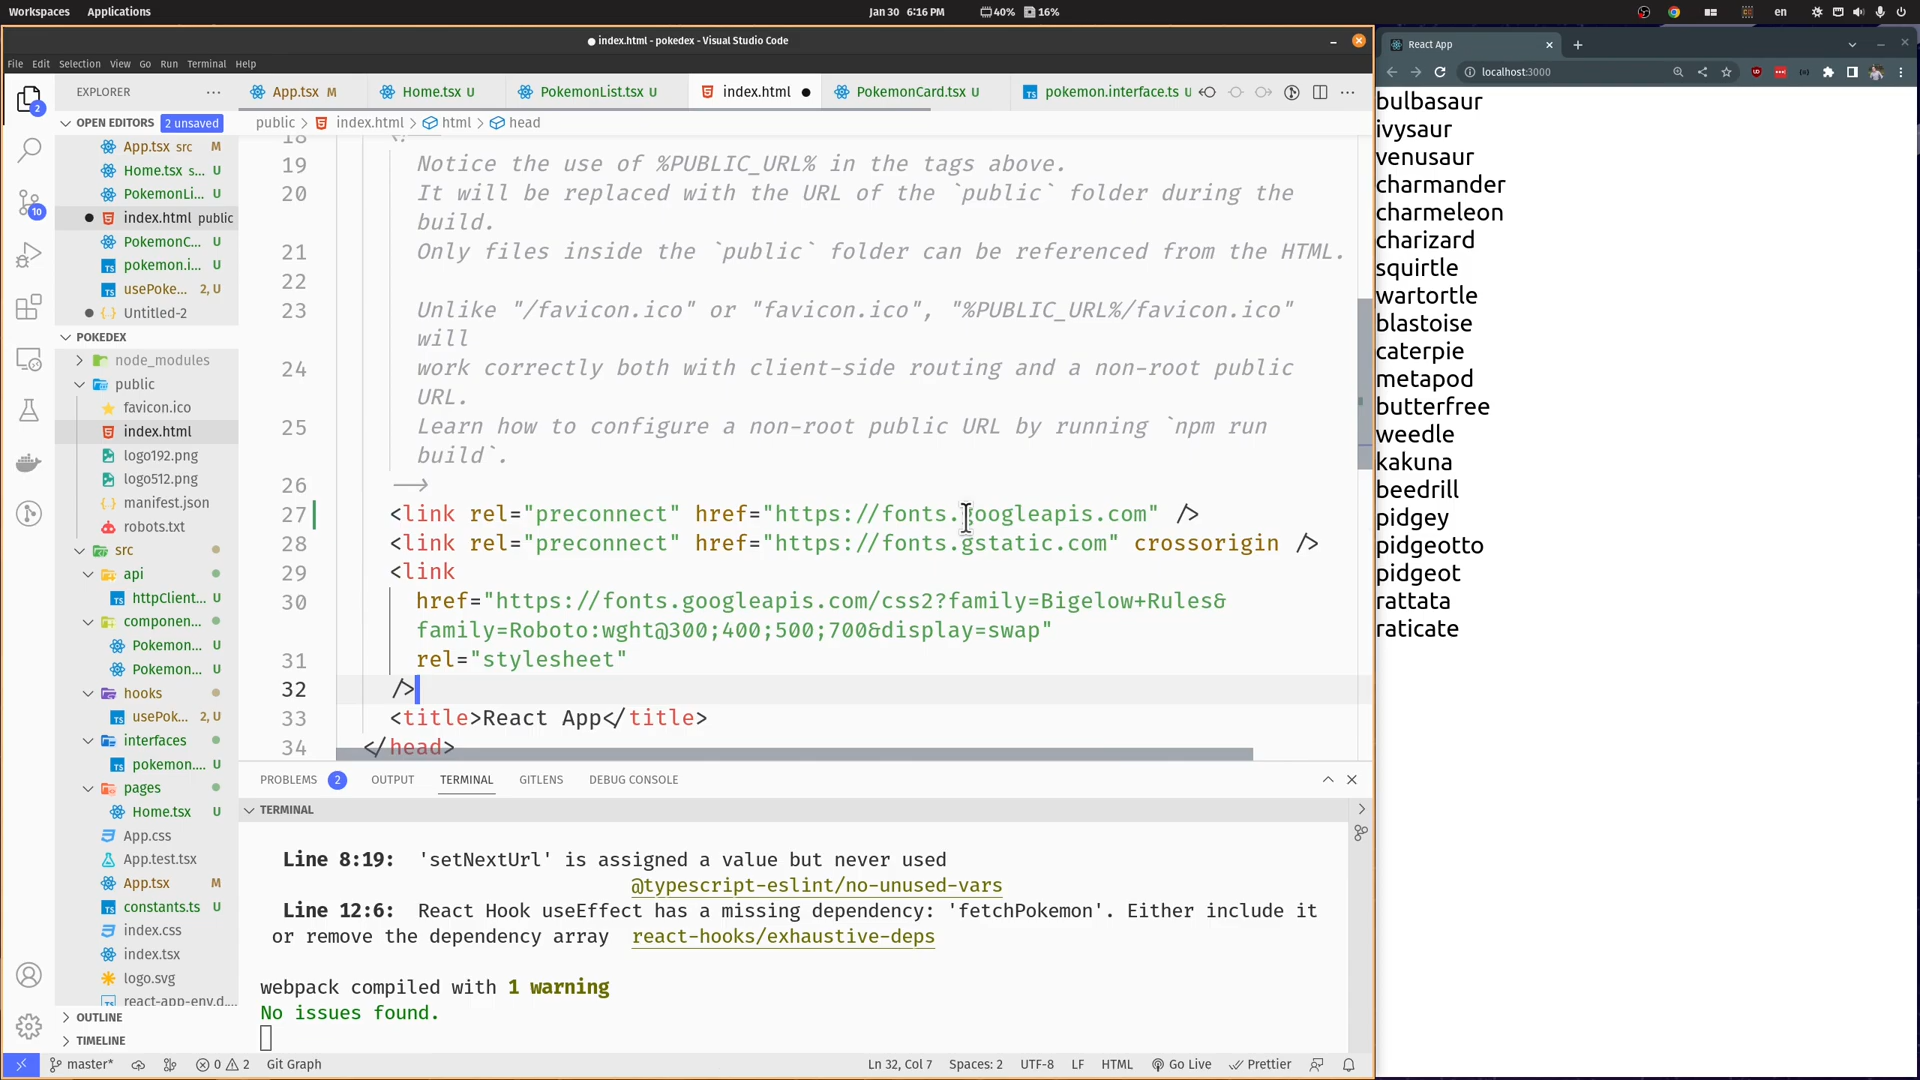 Workspaces Applications Jan 30 6:16 PM 40% 16% en
index.html - pokedex - Visual Studio Code
File Edit Selection View Go Run Terminal Help
EXPLORER ···
App.tsx M Home.tsx U PokemonList.tsx U index.html PokemonCard.tsx U pokemon.interface.ts U
OPEN EDITORS 2 unsaved
public > index.html > html > head
App.tsx src M
Home.tsx s... U
PokemonLi... U
index.html public
PokemonC... U
pokemon.i... U
usePoke... 2, U
Untitled-2
POKEDEX
node_modules
public
favicon.ico
index.html
logo192.png
logo512.png
manifest.json
robots.txt
src
api
httpClient... U
componen...
Pokemon... U
Pokemon... U
hooks
usePok... 2, U
interfaces
pokemon.... U
pages
Home.tsx U
App.css
App.test.tsx
App.tsx M
constants.ts U
index.css
index.tsx
logo.svg
react-app-env.d....
OUTLINE
TIMELINE
2
10
18
19 Notice the use of %PUBLIC_URL% in the tags above.
20 It will be replaced with the URL of the `public` folder during the
build.
21 Only files inside the `public` folder can be referenced from the HTML.
22
23 Unlike "/favicon.ico" or "favicon.ico", "%PUBLIC_URL%/favicon.ico"
will
24 work correctly both with client-side routing and a non-root public
URL.
25 Learn how to configure a non-root public URL by running `npm run
build`.
26 -->
27 <link rel="preconnect" href="https://fonts.googleapis.com" />
28 <link rel="preconnect" href="https://fonts.gstatic.com" crossorigin />
29 <link
30 href="https://fonts.googleapis.com/css2?family=Bigelow+Rules&
family=Roboto:wght@300;400;500;700&display=swap"
31 rel="stylesheet"
32 />
33 <title>React App</title>
34 </head>
PROBLEMS 2 OUTPUT TERMINAL GITLENS DEBUG CONSOLE
TERMINAL
Line 8:19: 'setNextUrl' is assigned a value but never used
@typescript-eslint/no-unused-vars
Line 12:6: React Hook useEffect has a missing dependency: 'fetchPokemon'. Either include it
or remove the dependency array react-hooks/exhaustive-deps
webpack compiled with 1 warning
No issues found.
master* 0 2 Git Graph Ln 32, Col 7 Spaces: 2 UTF-8 LF HTML Go Live Prettier
React App
localhost:3000
bulbasaur
ivysaur
venusaur
charmander
charmeleon
charizard
squirtle
wartortle
blastoise
caterpie
metapod
butterfree
weedle
kakuna
beedrill
pidgey
pidgeotto
pidgeot
rattata
raticate